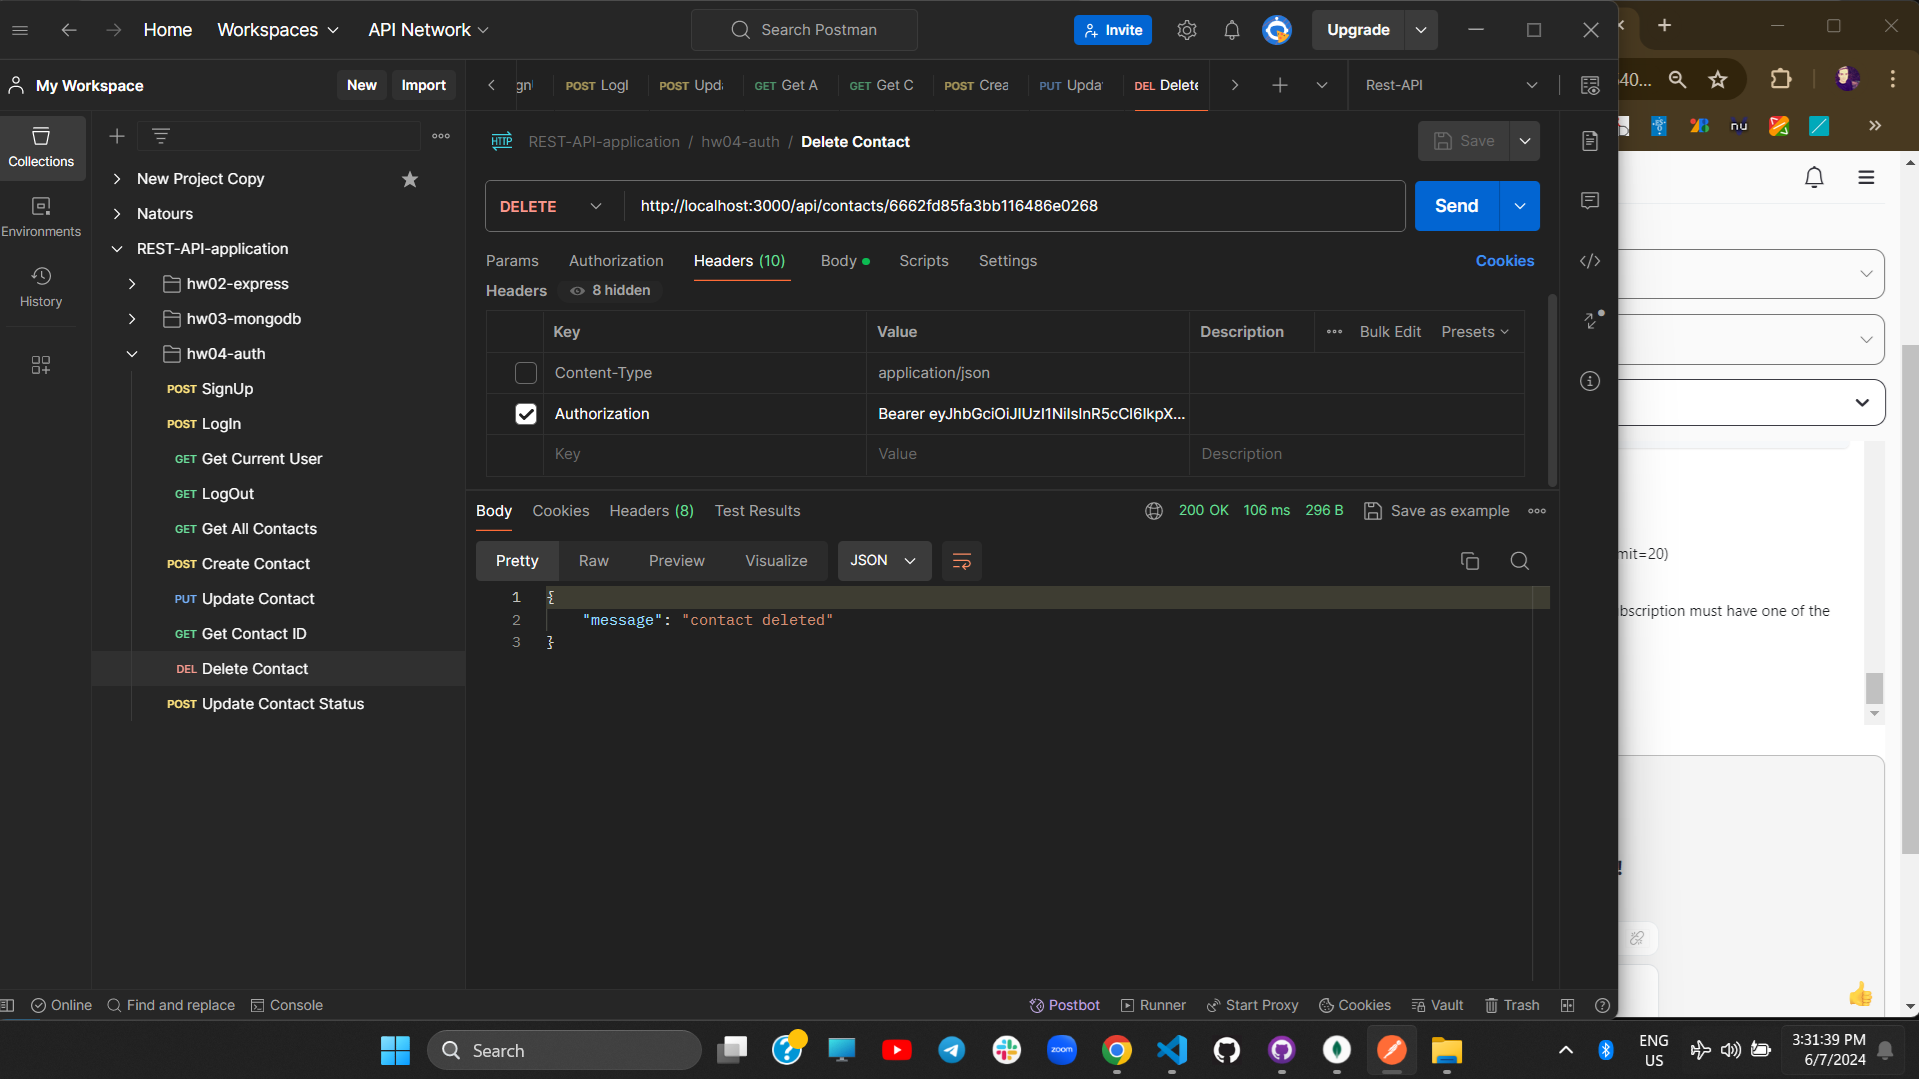 Home
Workspaces
API Network
Search Postman
Invite
Upgrade
My Workspace
New
Import
POST LogI
POST Upd
GET Get A
GET Get C
POST Crea
PUT Upda
DEL Delete
Rest-API
Collections
Environments
History
New Project Copy
Natours
REST-API-application
hw02-express
hw03-mongodb
hw04-auth
POST SignUp
POST LogIn
GET Get Current User
GET LogOut
GET Get All Contacts
POST Create Contact
PUT Update Contact
GET Get Contact ID
DEL Delete Contact
POST Update Contact Status
HTTP REST-API-application / hw04-auth / Delete Contact
Save
DELETE
http://localhost:3000/api/contacts/6662fd85fa3bb116486e0268
Send
Params
Authorization
Headers (10)
Body
Scripts
Settings
Cookies
Headers
8 hidden
Key
Value
Description
Bulk Edit
Presets
Content-Type
application/json
Authorization
Bearer eyJhbGciOiJIUzI1NiIsInR5cCI6IkpX...
Key
Value
Description
Body
Cookies
Headers (8)
Test Results
200 OK
106 ms
296 B
Save as example
Pretty
Raw
Preview
Visualize
JSON
1 {
2 "message": "contact deleted"
3 }
Online
Find and replace
Console
Postbot
Runner
Start Proxy
Cookies
Vault
Trash
40...
nu
mit=20)
bscription must have one of the
!
Search
zoom
ENG
US
3:31:39 PM
6/7/2024